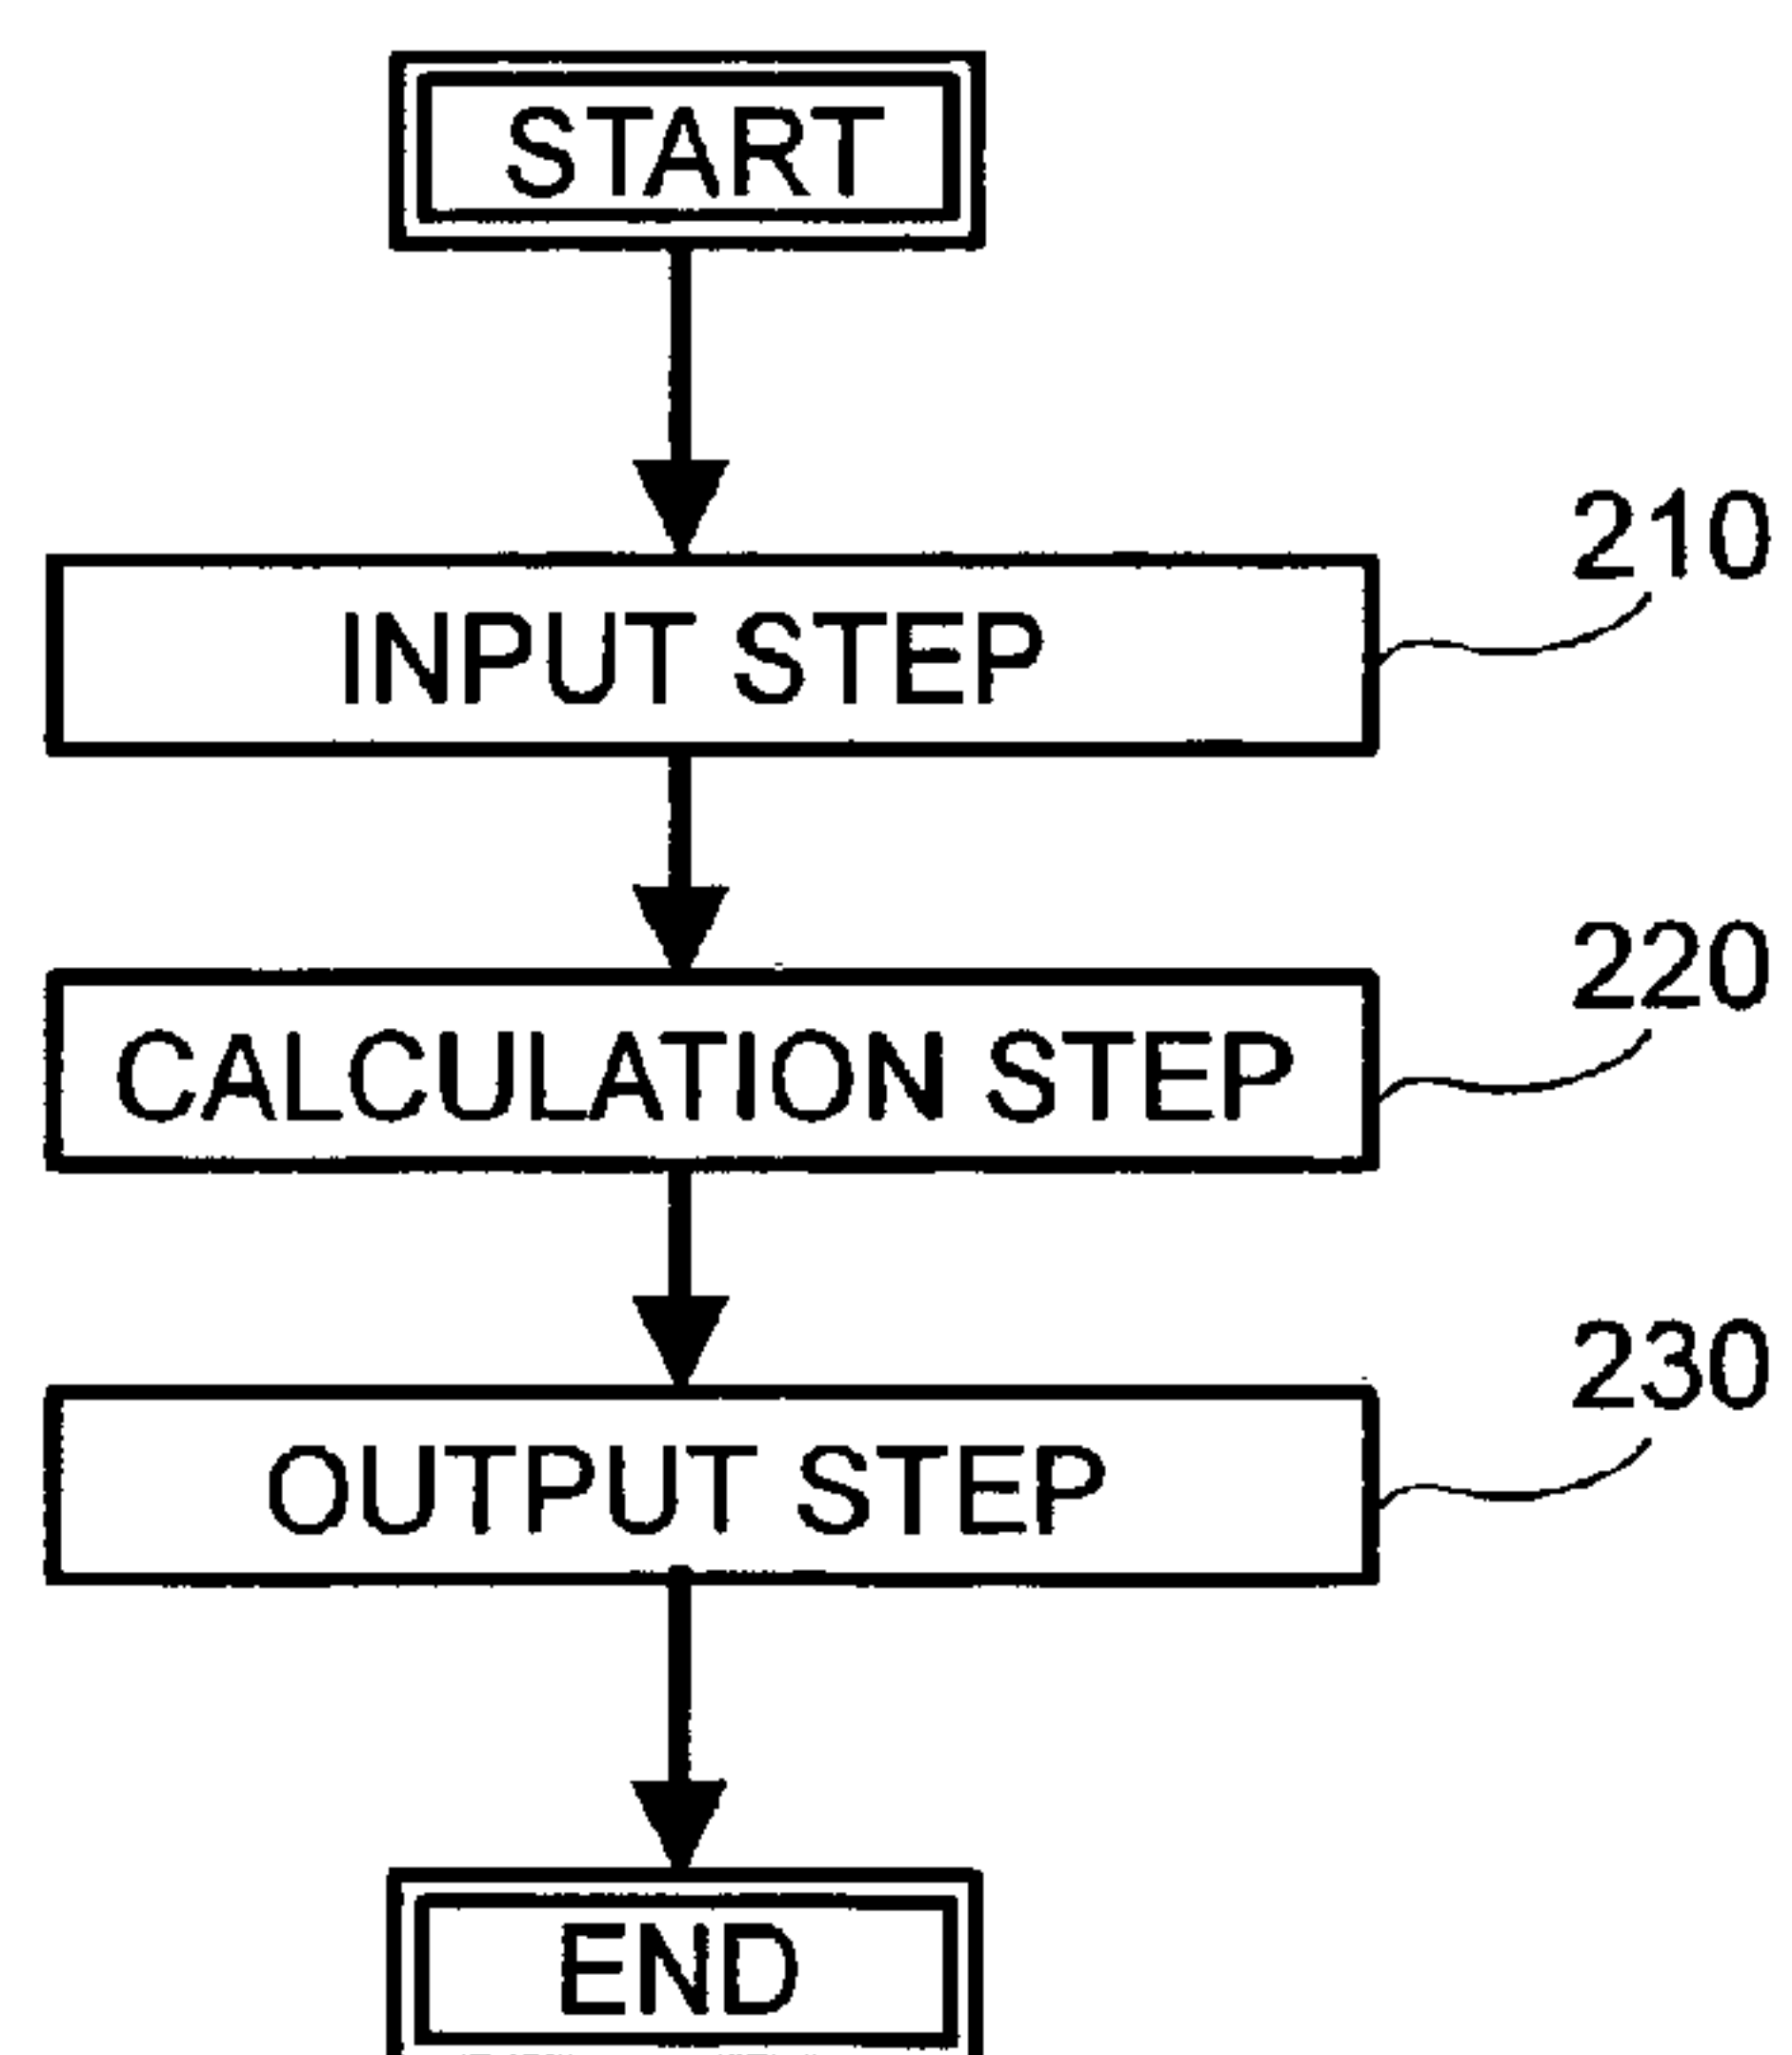 START
210
INPUT STEP
220
CALCULATION STEP
230
OUTPUT STEP
END